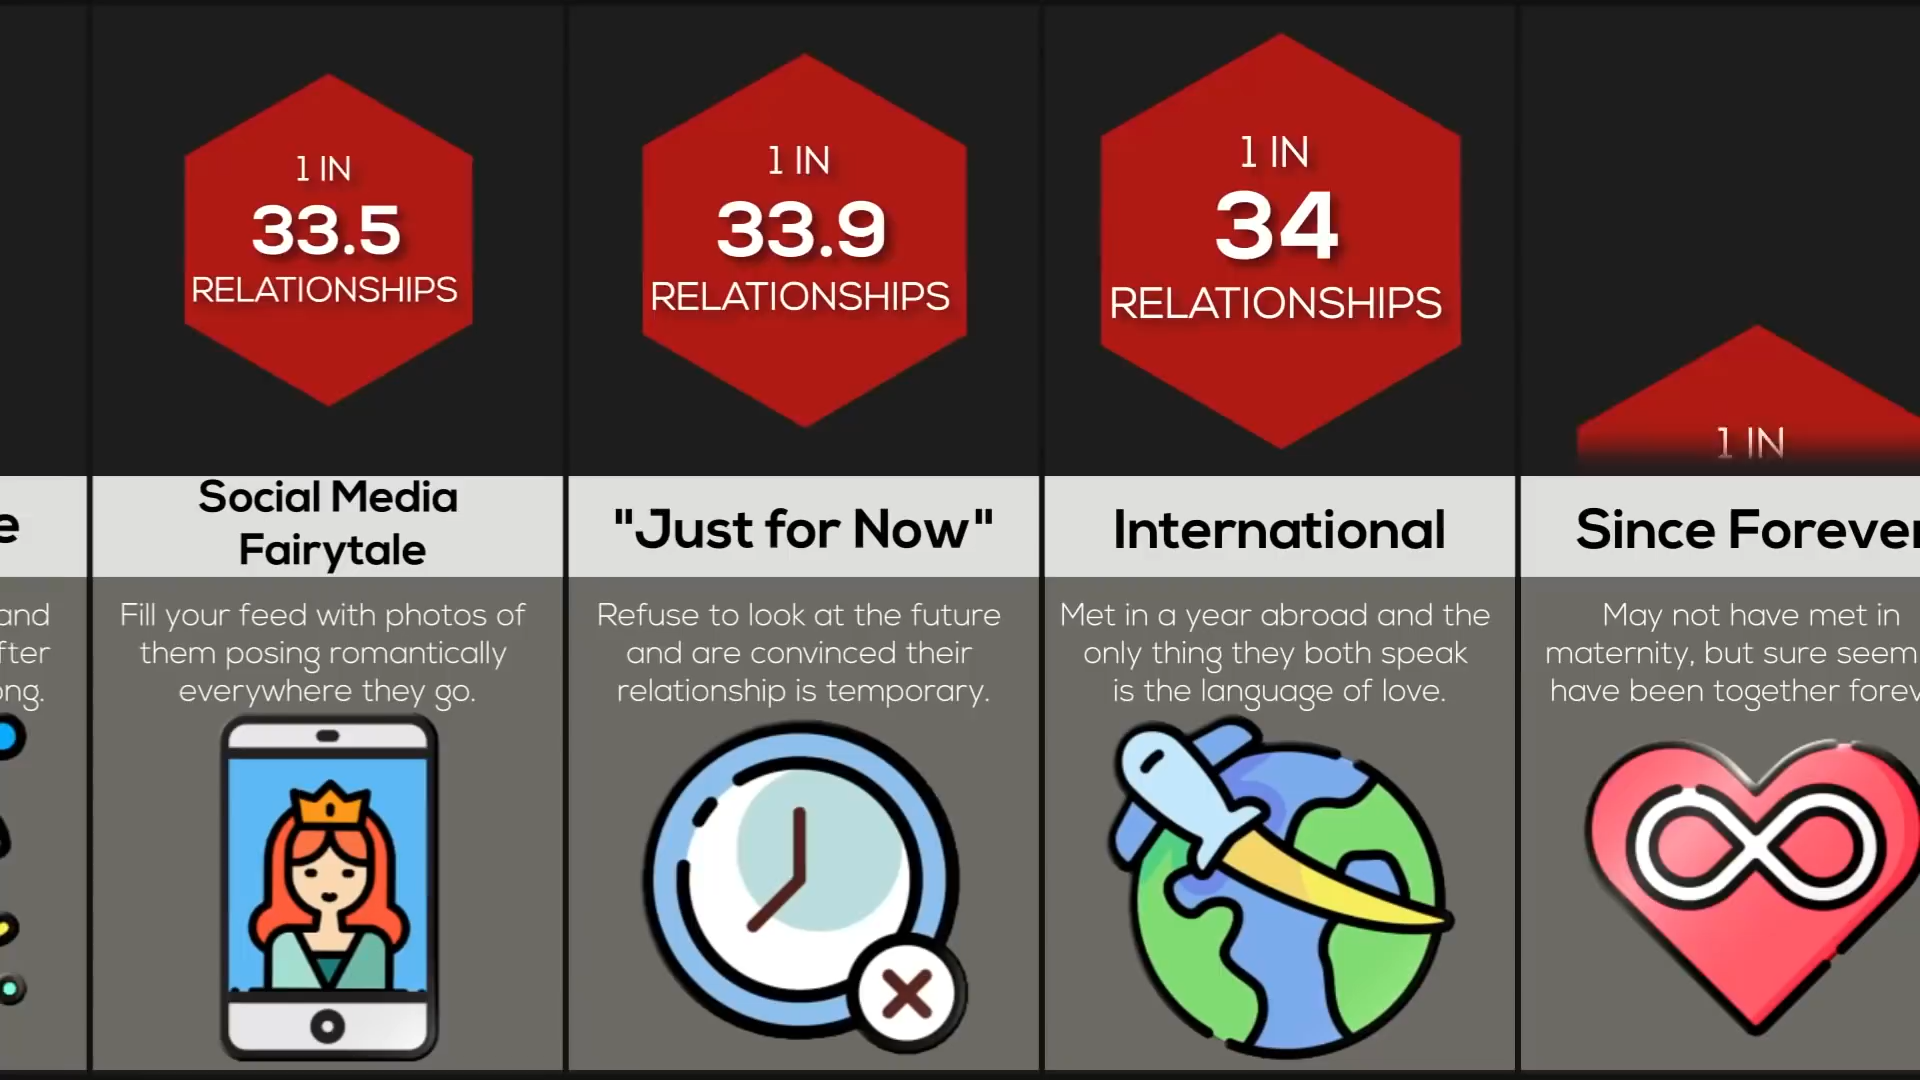 1 IN
33.5
RELATIONSHIPS
Social Media
Fairytale
Fill your feed with photos of
them posing romantically
everywhere they go.
1 IN
33.9
RELATIONSHIPS
"Just for Now"
Refuse to look at the future
and are convinced their
relationship is temporary.
1 IN
34
RELATIONSHIPS
International
Met in a year abroad and the
only thing they both speak
is the language of love.
1 IN
Since Forever
May not have met in
maternity, but sure seem
have been together forev